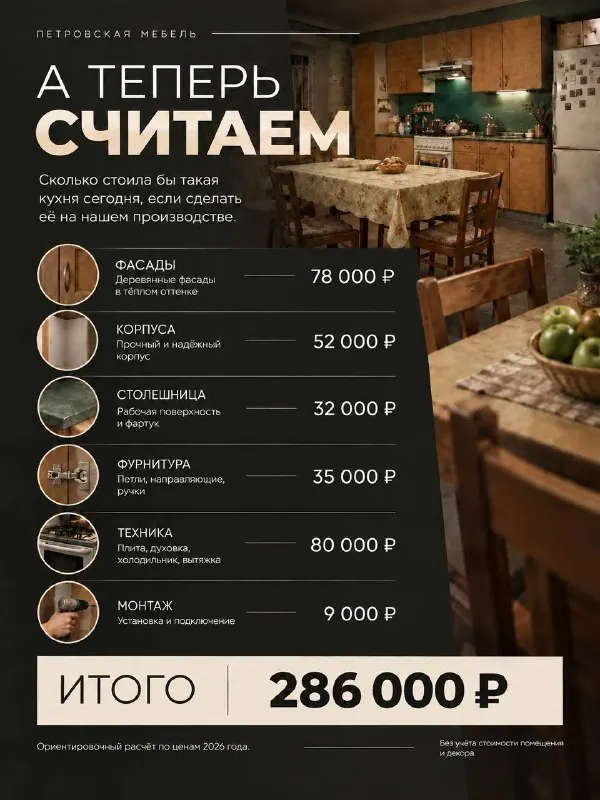 ПЕТРОВСКАЯ МЕБЕЛЬ
А ТЕПЕРЬ
СЧИТАЕМ
Сколько стоила бы такая
кухня сегодня, если сделать
её на нашем производстве.
ФАСАДЫ
Деревянные фасады
в тёплом оттенке
78 000 ₽
КОРПУСА
Прочный и надёжный
корпус
52 000 ₽
СТОЛЕШНИЦА
Рабочая поверхность
и фартук
32 000 ₽
ФУРНИТУРА
Петли, направляющие,
ручки
35 000 ₽
ТЕХНИКА
Плита, духовка,
холодильник, вытяжка
80 000 ₽
МОНТАЖ
Установка и подключение
9 000 ₽
ИТОГО
286 000 ₽
Ориентировочный расчёт по ценам 2026 года.
Без учёта стоимости помещения
и декора